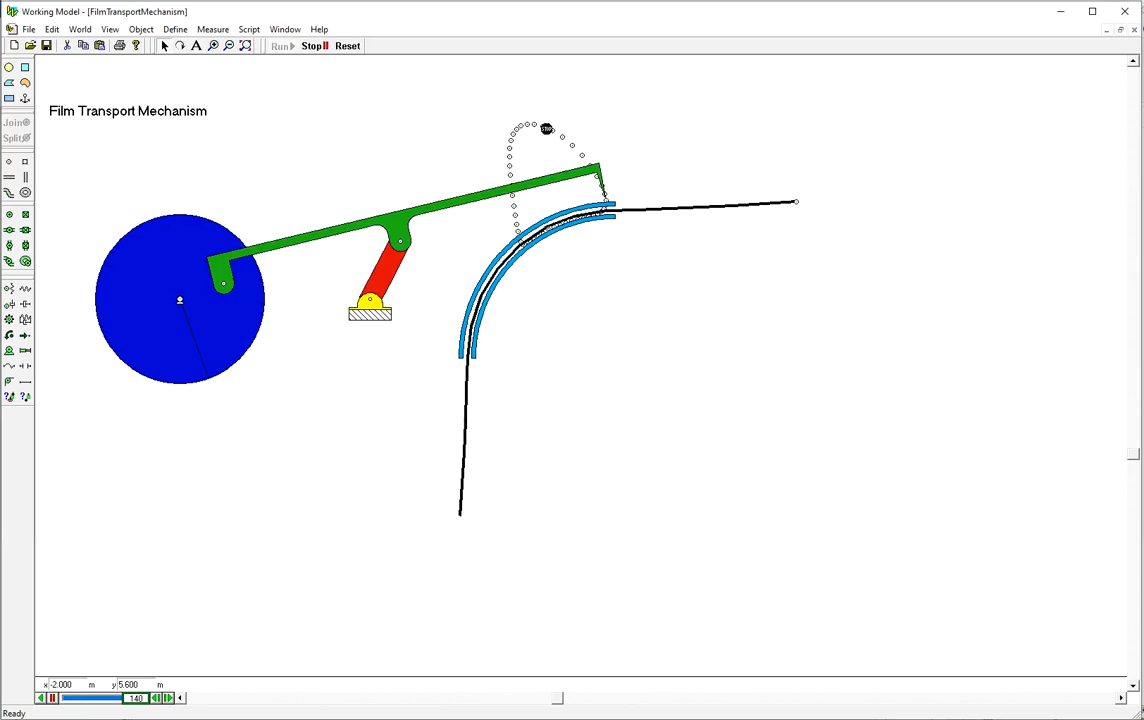 Working Model - [FilmTransportMechanism]
File Edit World View Object Define Measure Script Window Help
A Run Stop Reset
Join
Split
Film Transport Mechanism
STOP
x -2.000 m y 5.600 m
140
Ready